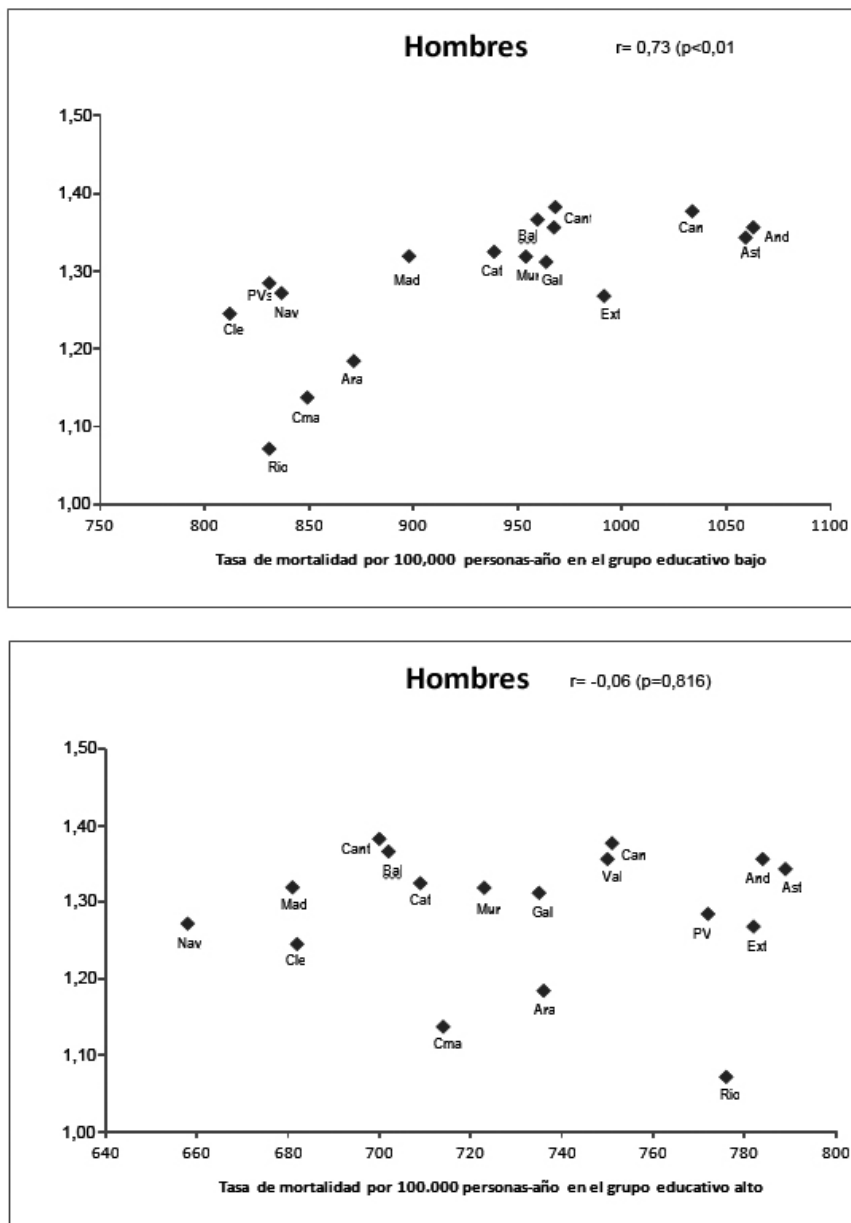 Hombres r= 0,73 (p<0,01
1,50
1,40
1,30
1,20
1,10
1,00
Cant
Bal
Can
And
Ast
Mad
Cat
Mur
Gal
PVs
Nav
Ext
Cle
Ara
Cma
Rio
750 800 850 900 950 1000 1050 1100
Tasa de mortalidad por 100,000 personas-año en el grupo educativo bajo
Hombres r= -0,06 (p=0,816)
1,50
1,40
1,30
1,20
1,10
1,00
Cant
Can
Bal
Val
And
Ast
Mad
Cat
Mur
Gal
PV
Nav
Cle
Ext
Ara
Cma
Rio
640 660 680 700 720 740 760 780 800
Tasa de mortalidad por 100.000 personas-año en el grupo educativo alto